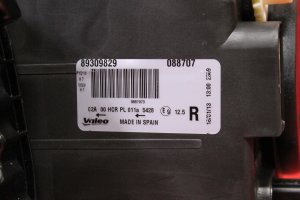 89309829 088707
02A 00 HCR PL 011a 5428 12.5 R
Valeo MADE IN SPAIN